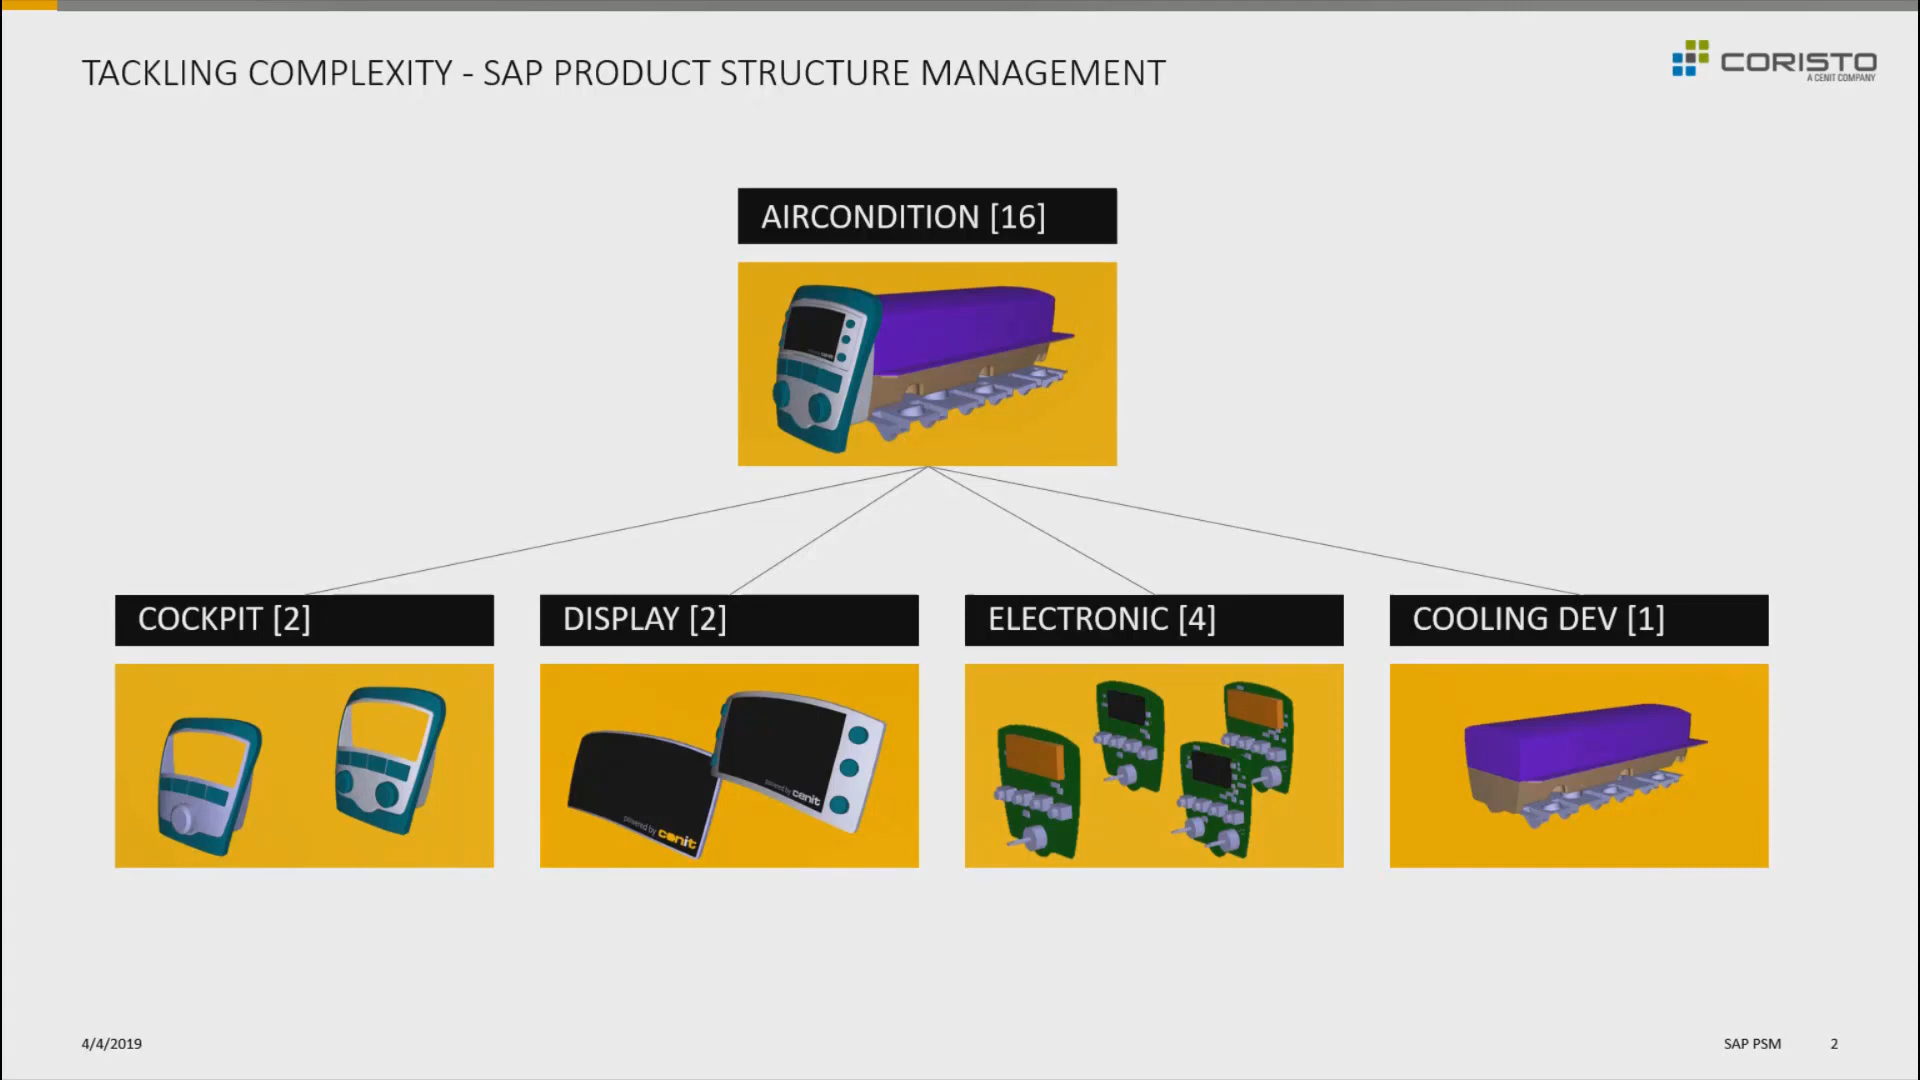 TACKLING COMPLEXITY - SAP PRODUCT STRUCTURE MANAGEMENT
CORISTO
A CENIT COMPANY
AIRCONDITION [16]
COCKPIT [2]
DISPLAY [2]
ELECTRONIC [4]
COOLING DEV [1]
powered by cenit
powered by cenit
4/4/2019
SAP PSM
2